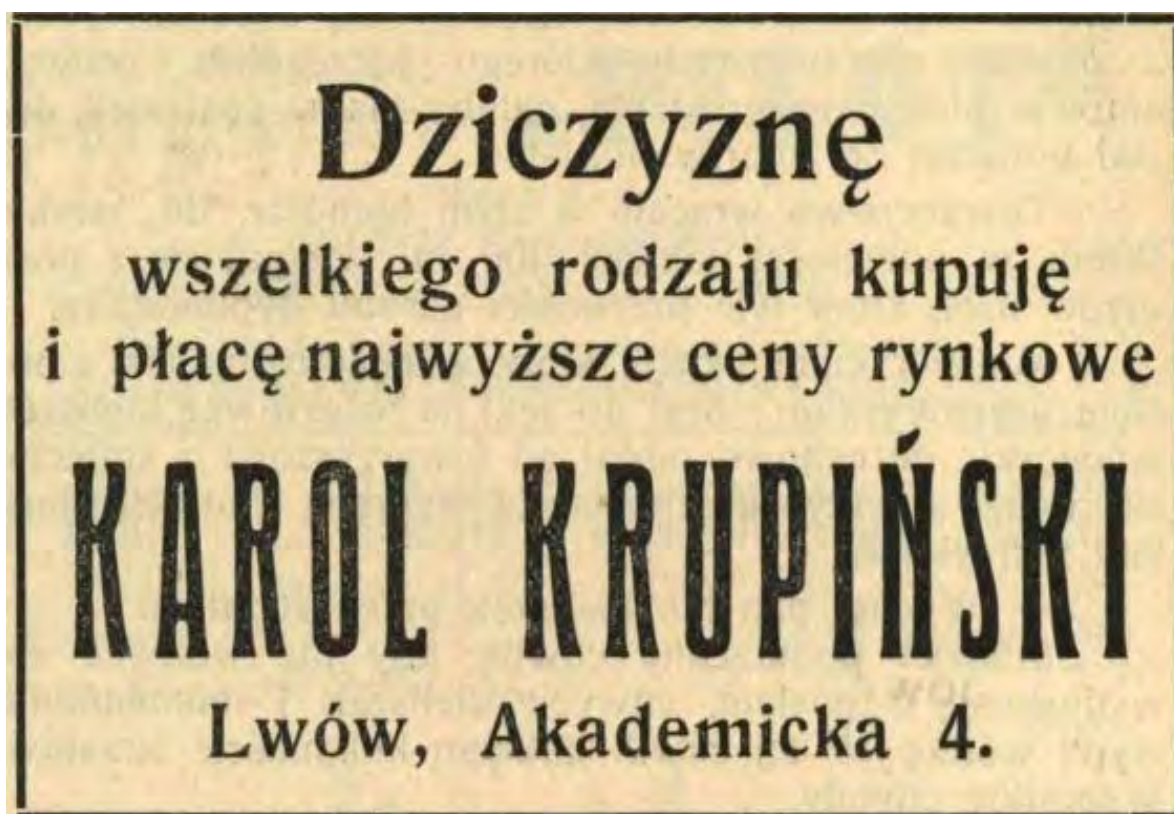 Dziczyznę
wszelkiego rodzaju kupuję
i płacę najwyższe ceny rynkowe
KAROL KRUPIŃSKI
Lwów, Akademicka 4.